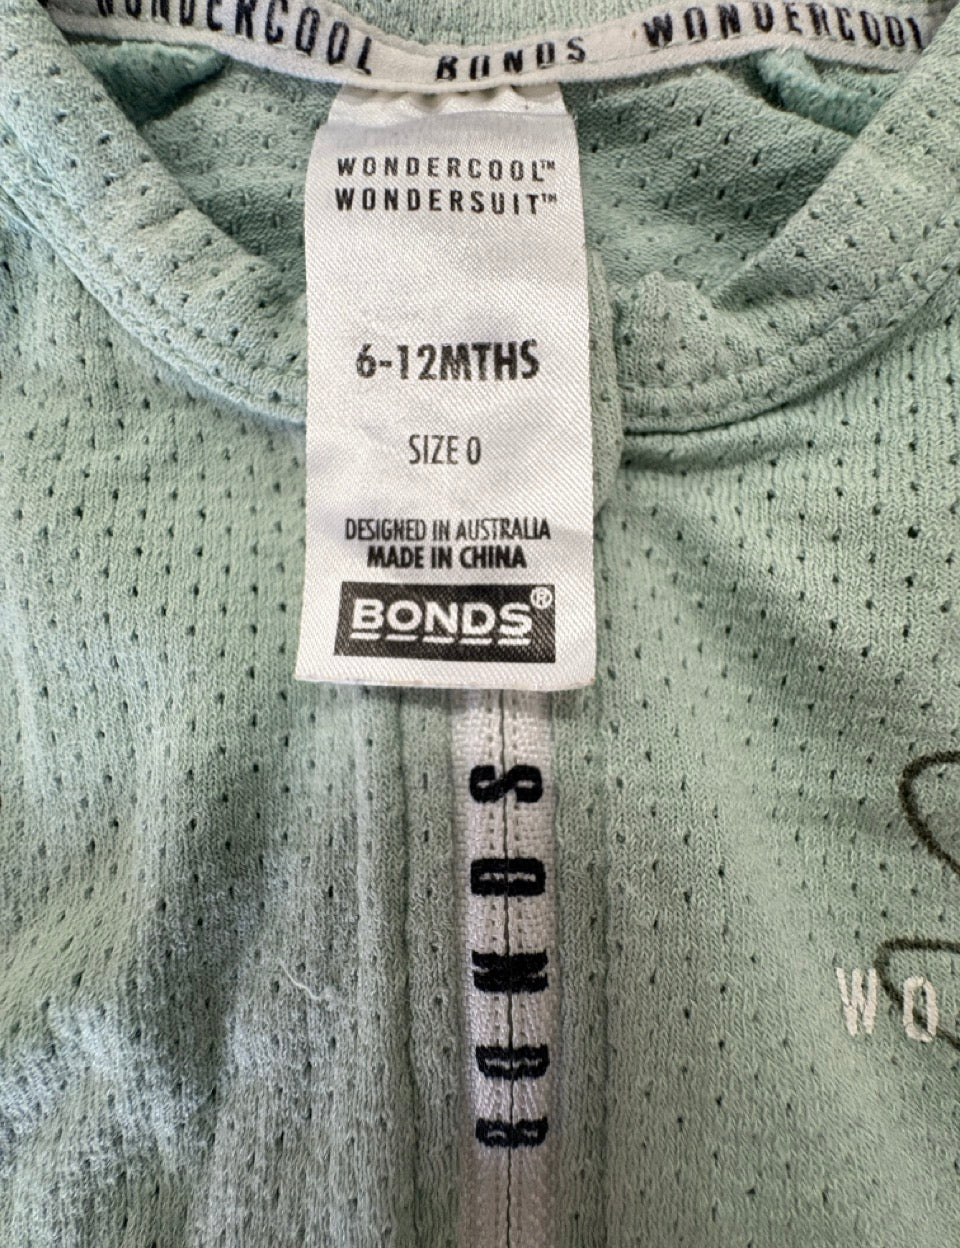 WONDERCOOL BONDS WONDERCOOL
WONDERCOOL™
WONDERSUIT™
6-12MTHS
SIZE 0
DESIGNED IN AUSTRALIA
MADE IN CHINA
BONDS®
BONDS